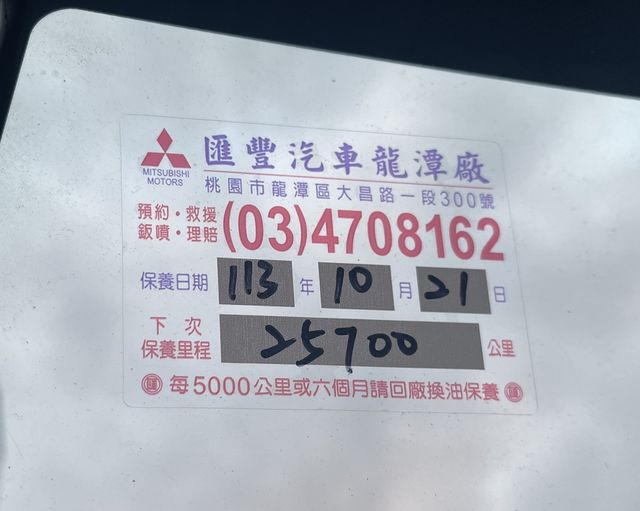 MITSUBISHI
MOTORS
匯豐汽車龍潭廠
桃園市龍潭區大昌路一段300號
預約・救援
鈑噴・理賠
(03)4708162
保養日期 113 年 10 月 21 日
下次
保養里程 25700 公里
匯 每5000公里或六個月請回廠換油保養 匯